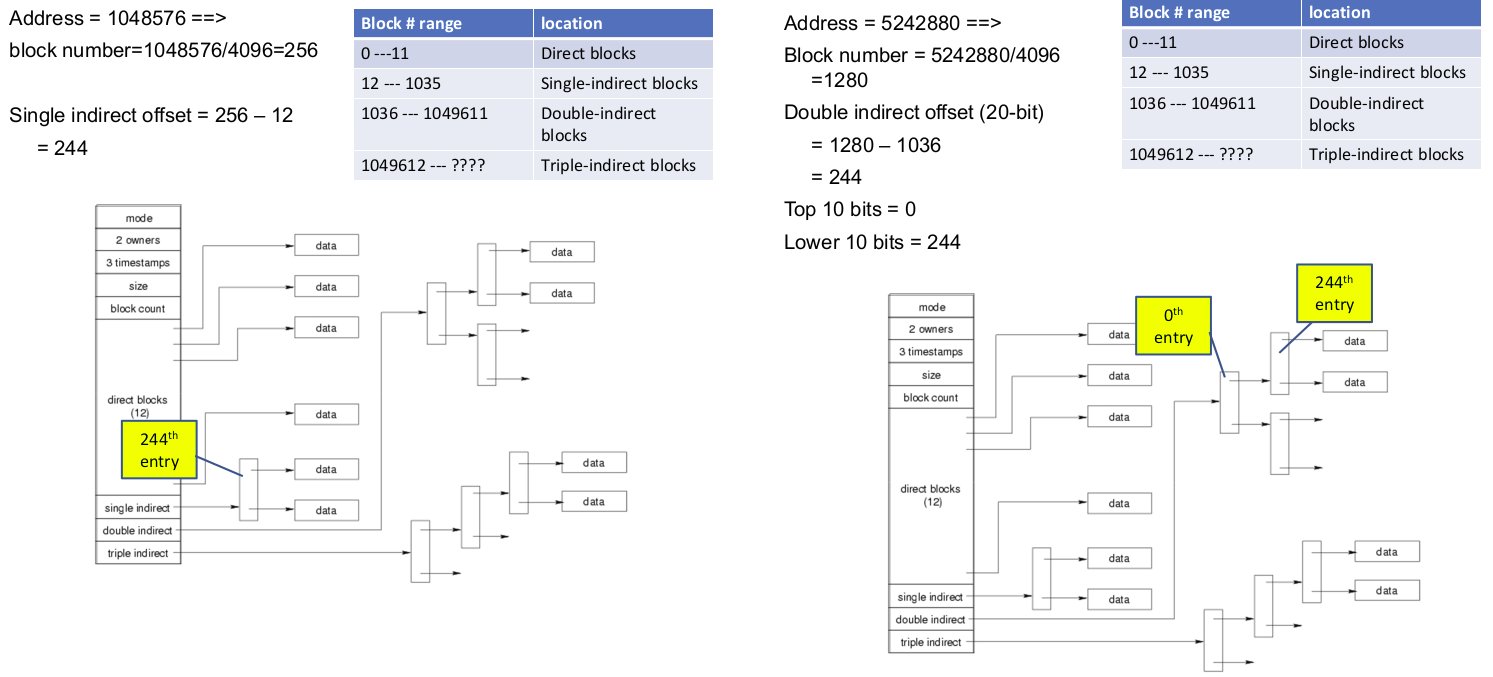 Address = 1048576 ==>
block number=1048576/4096=256
Single indirect offset = 256 – 12
= 244
Block # range location
0 ---11 Direct blocks
12 --- 1035 Single-indirect blocks
1036 --- 1049611 Double-indirect
blocks
1049612 --- ???? Triple-indirect blocks
mode
2 owners
3 timestamps
size
block count
direct blocks
(12)
single indirect
double indirect
triple indirect
data
data
data
data
data
data
data
data
data
data
244th
entry
Address = 5242880 ==>
Block number = 5242880/4096
=1280
Double indirect offset (20-bit)
= 1280 – 1036
= 244
Top 10 bits = 0
Lower 10 bits = 244
Block # range location
0 ---11 Direct blocks
12 --- 1035 Single-indirect blocks
1036 --- 1049611 Double-indirect
blocks
1049612 --- ???? Triple-indirect blocks
mode
2 owners
3 timestamps
size
block count
direct blocks
(12)
single indirect
double indirect
triple indirect
data
data
data
data
data
data
data
data
data
data
0th
entry
244th
entry